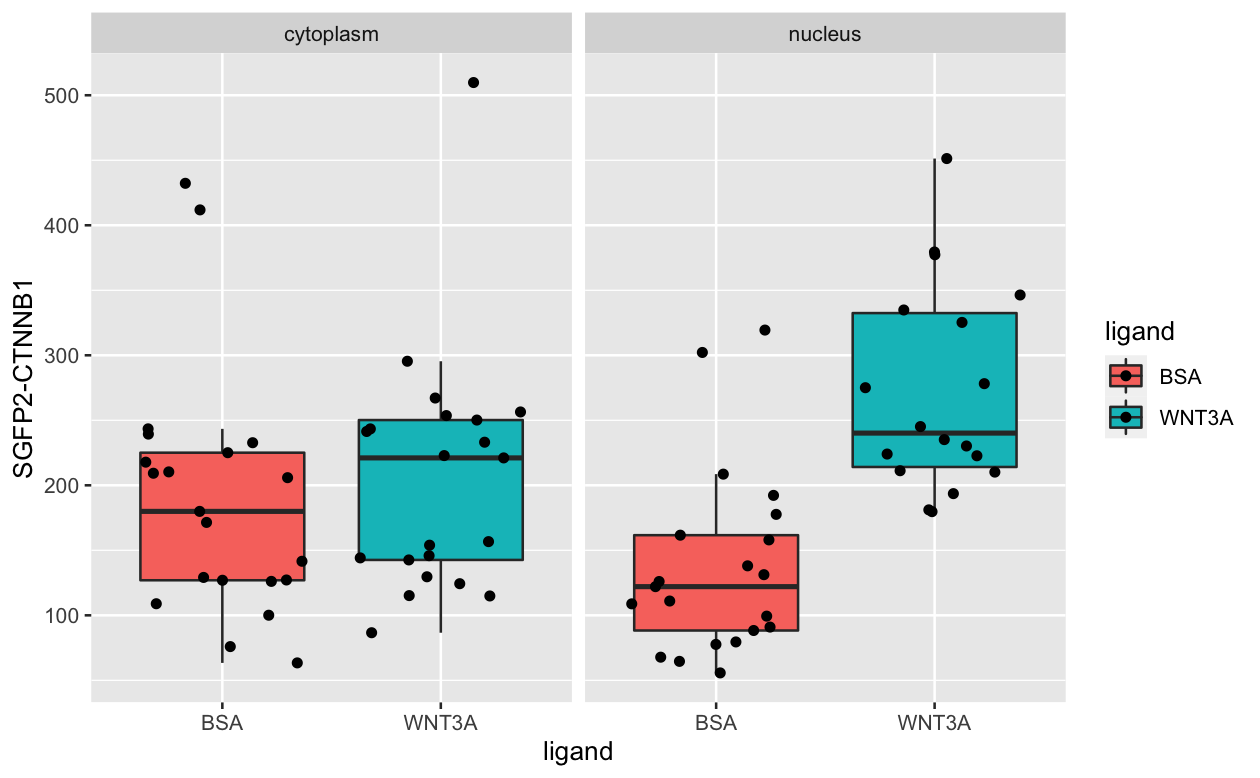 cytoplasm nucleus
500
400
300
200
100
SGFP2-CTNNB1
BSA WNT3A BSA WNT3A
ligand
ligand
BSA
WNT3A